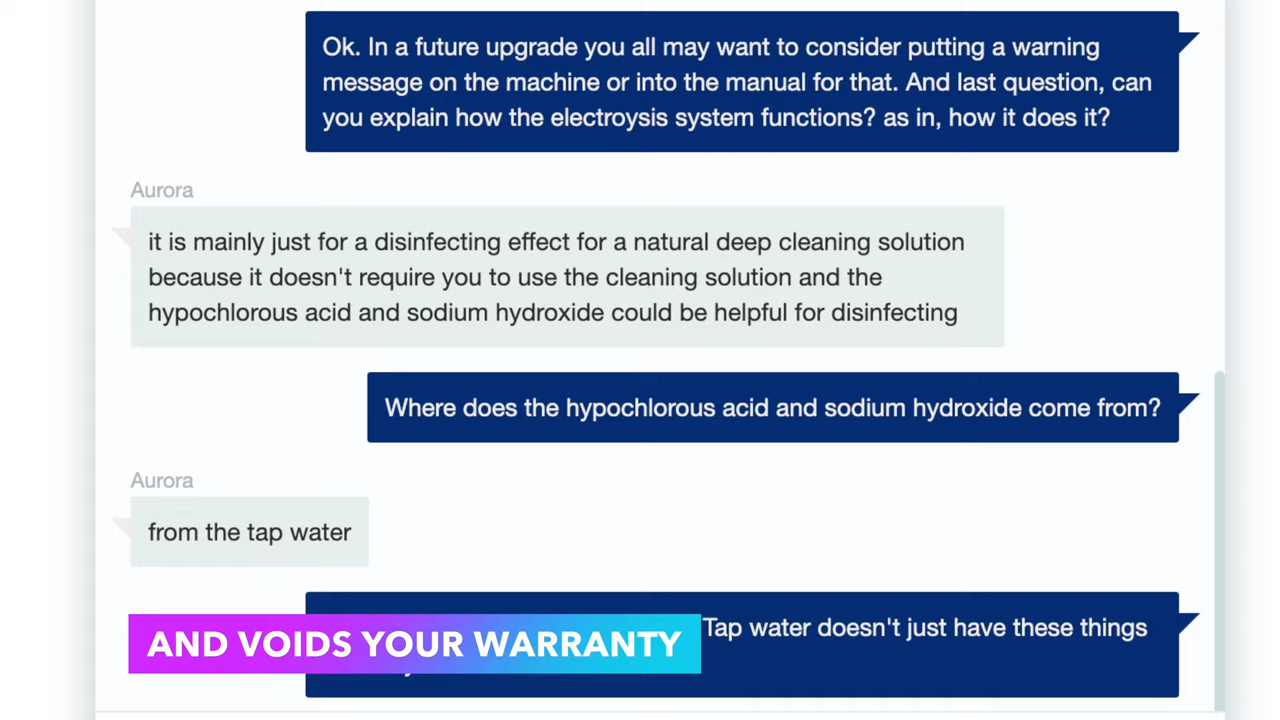 Ok. In a future upgrade you all may want to consider putting a warning
message on the machine or into the manual for that. And last question, can
you explain how the electroysis system functions? as in, how it does it?
Aurora
it is mainly just for a disinfecting effect for a natural deep cleaning solution
because it doesn't require you to use the cleaning solution and the
hypochlorous acid and sodium hydroxide could be helpful for disinfecting
Where does the hypochlorous acid and sodium hydroxide come from?
Aurora
from the tap water
Tap water doesn't just have these things
AND VOIDS YOUR WARRANTY